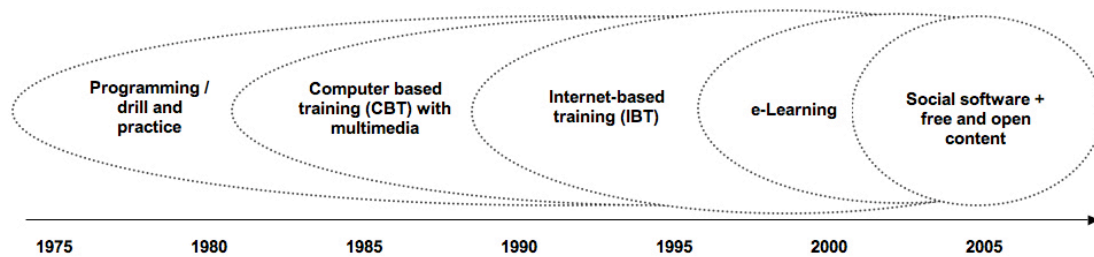 Programming /
drill and
practice
Computer based
training (CBT) with
multimedia
Internet-based
training (IBT)
e-Learning
Social software +
free and open
content
1975 1980 1985 1990 1995 2000 2005